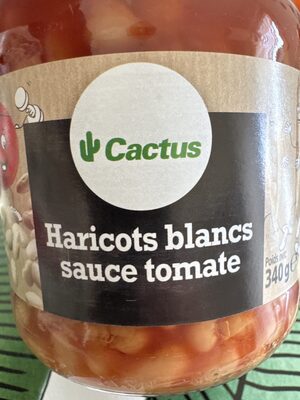 Cactus
Haricots blancs
sauce tomate
Poids net
340g